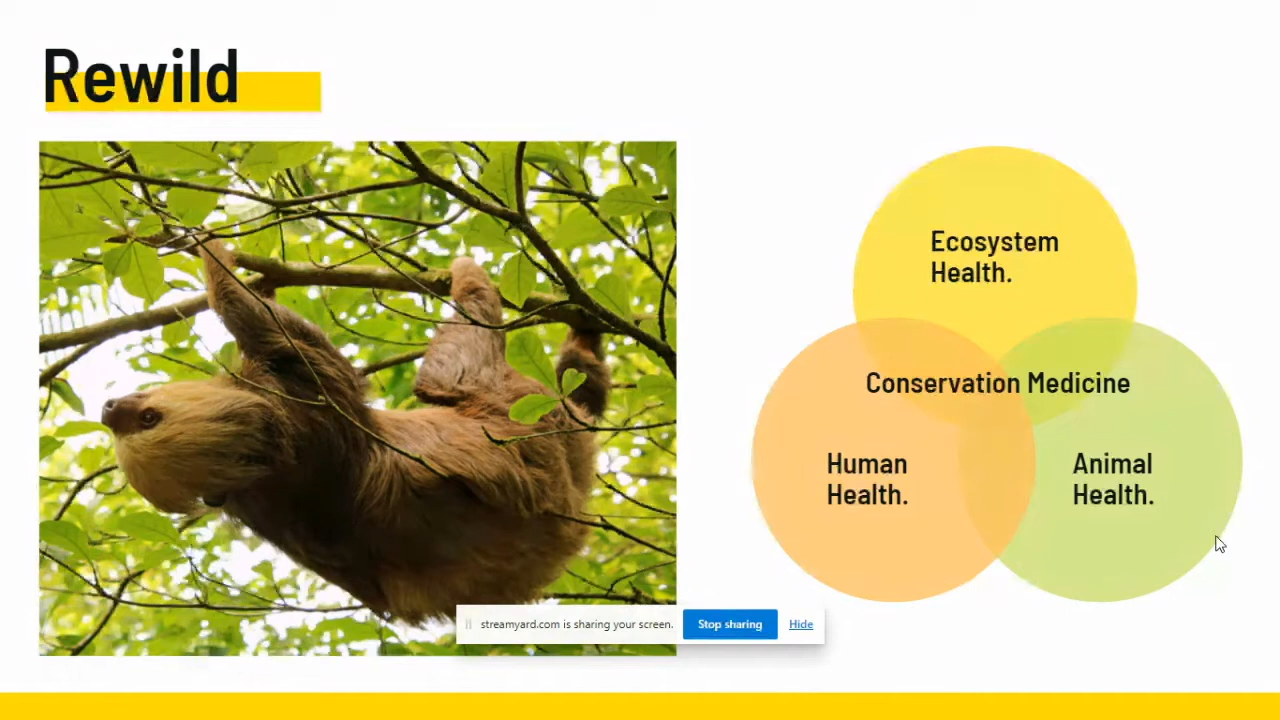 Rewild
Ecosystem
Health.
Conservation Medicine
Human
Health.
Animal
Health.
streamyard.com is sharing your screen.
Stop sharing
Hide